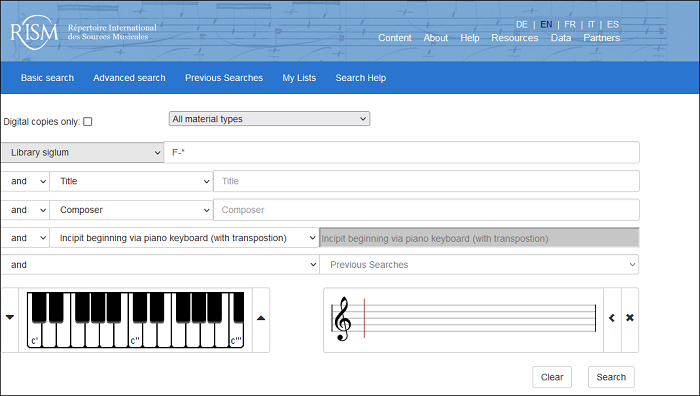 RISM Répertoire International
des Sources Musicales
DE | EN | FR | IT | ES
Content About Help Resources Data Partners
Basic search Advanced search Previous Searches My Lists Search Help
Digital copies only: All material types
Library siglum F-*
and Title Title
and Composer Composer
and Incipit beginning via piano keyboard (with transpostion) Incipit beginning via piano keyboard (with transpostion)
and Previous Searches
c' c'' c'''
Clear Search